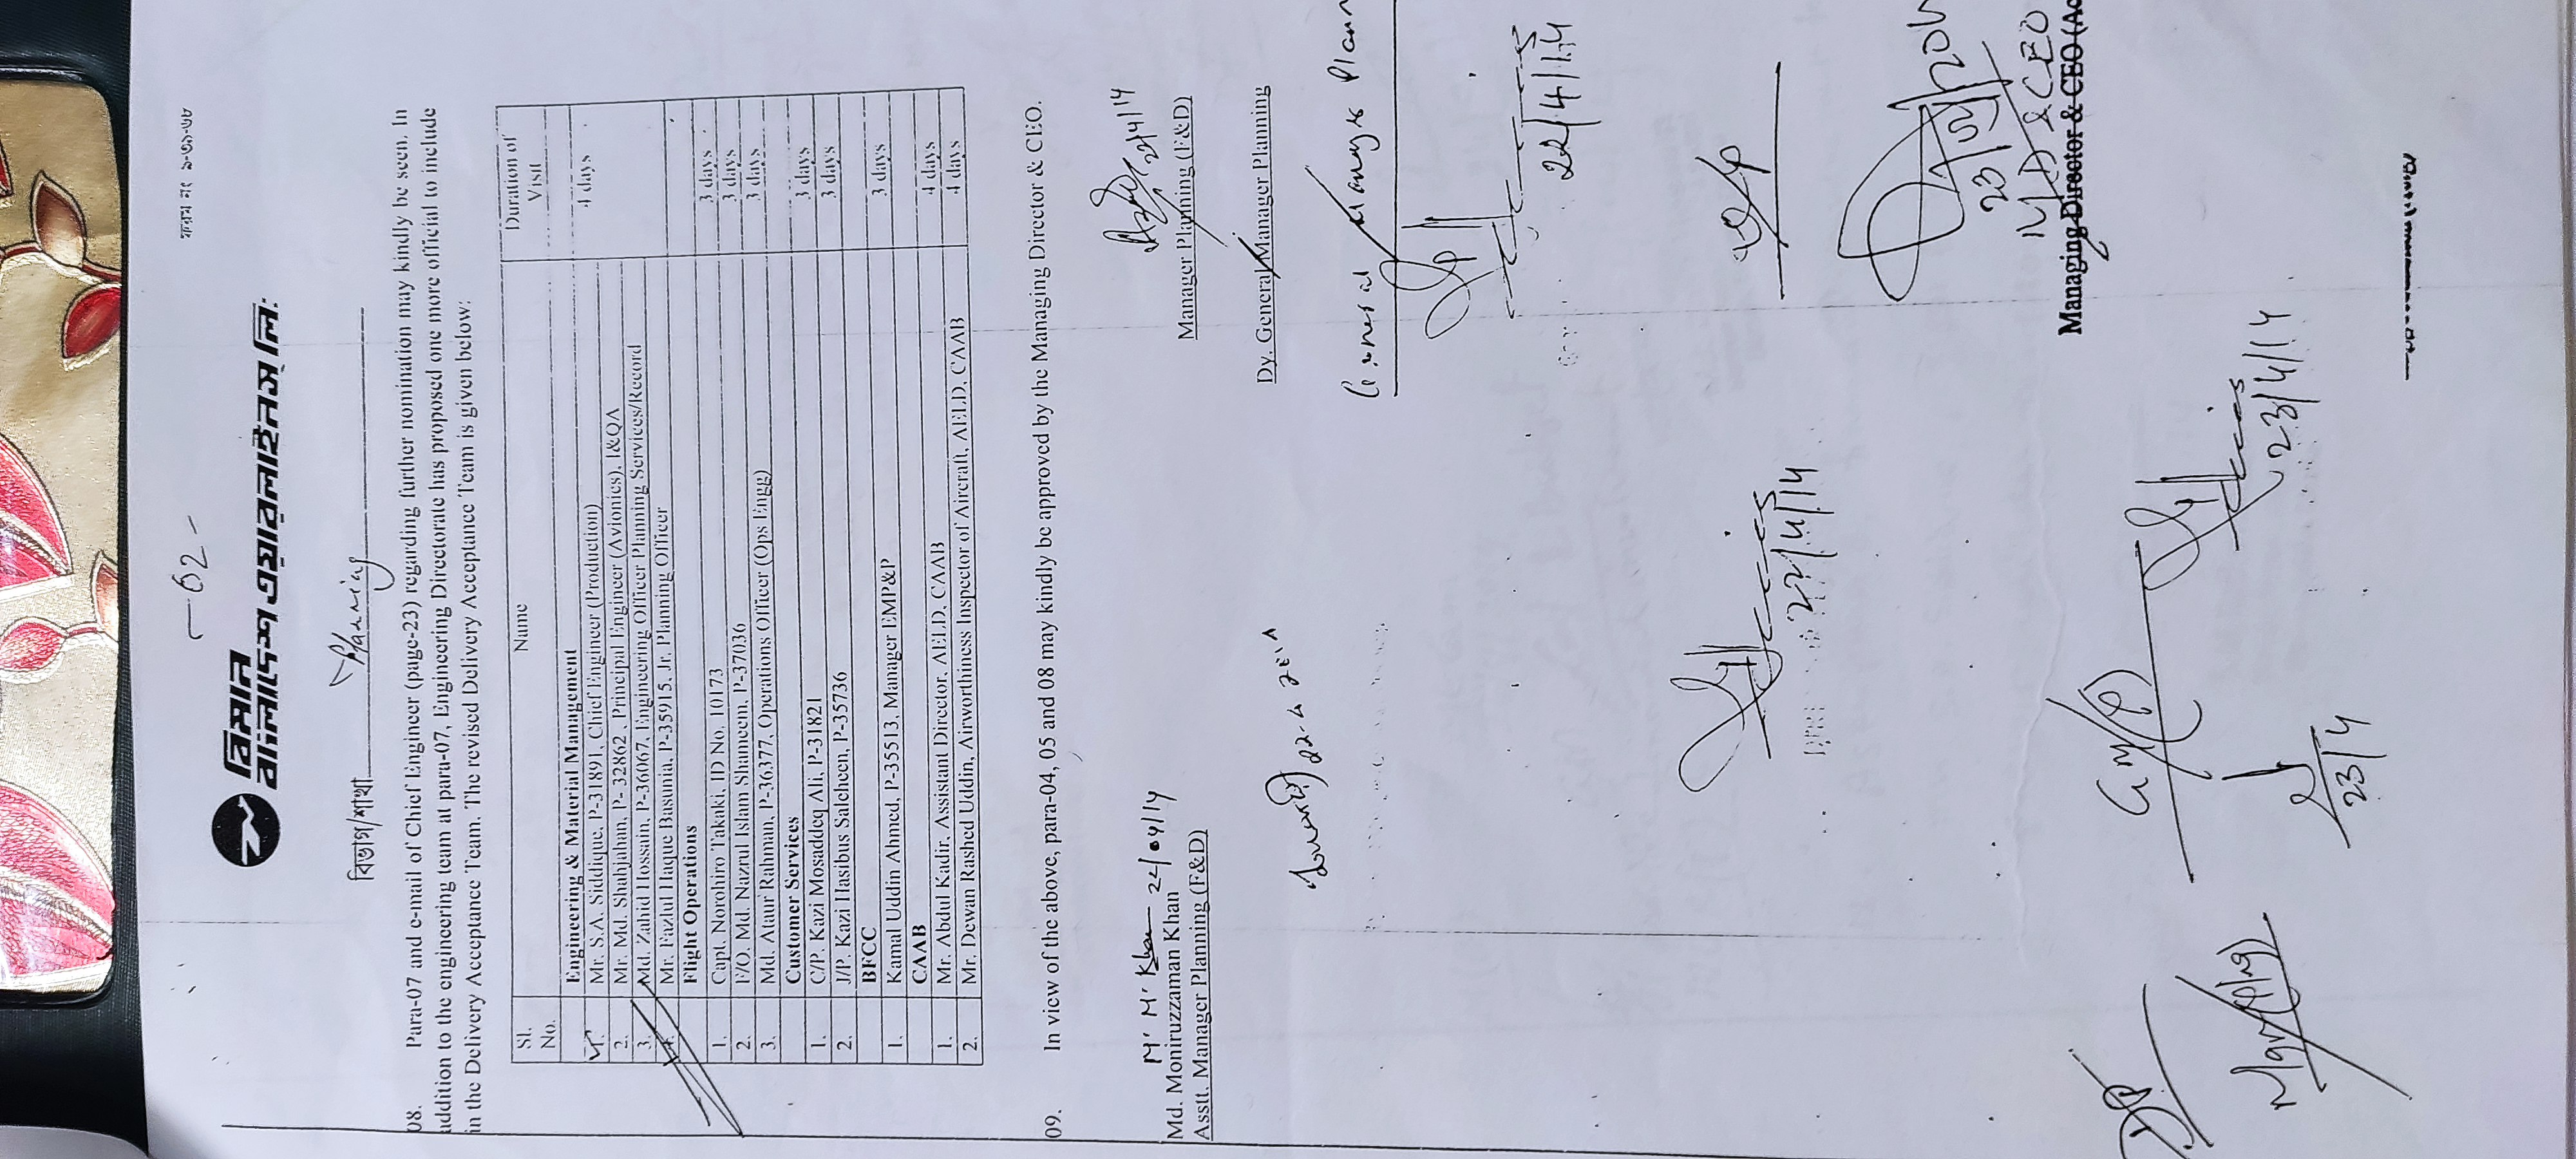 -62-
ফরম নং ৯-৩৯-৬৮
বিমান
বাংলাদেশ এয়ারলাইনস্ লি:
বিভাগ/শাখা Planning
08. Para-07 and e-mail of Chief Engineer (page-23) regarding further nomination may kindly be seen. In
addition to the engineering team at para-07, Engineering Directorate has proposed one more official to include
in the Delivery Acceptance Team. The revised Delivery Acceptance Team is given below:
Sl. No. Name Duration of Visit
Engineering & Material Management
1. Mr. S.A. Siddique, P-31891, Chief Engineer (Production) 4 days
2. Mr. Md. Shahjahan, P- 32862 , Principal Engineer (Avionics), I&QA
3. Md. Zahid Hossain, P-36067, Engineering Officer Planning Services/Record
4. Mr. Fazlul Haque Basunia, P-35915, Jr. Planning Officer
Flight Operations
1. Capt. Norohiro Takaki, ID No. 10173 3 days
2. F/O. Md. Nazrul Islam Shameem, P-37036 3 days
3. Md. Ataur Rahman, P-36377, Operations Officer (Ops Engg) 3 days
Customer Services
1. C/P. Kazi Mosaddeq Ali, P-31821 3 days
2. J/P. Kazi Hasibus Saleheen, P-35736 3 days
BFCC
1. Kamal Uddin Ahmed, P-35513, Manager EMP&P 3 days
CAAB
1. Mr. Abdul Kadir, Assistant Director, AELD, CAAB 4 days
2. Mr. Dewan Rashed Uddin, Airworthiness Inspector of Aircraft, AELD, CAAB 4 days
09. In view of the above, para-04, 05 and 08 may kindly be approved by the Managing Director & CEO.
M. M. Khan 22/04/14
22/4/14
Md. Moniruzzaman Khan
Asstt. Manager Planning (F&D)
Manager Planning (F&D)
Dy. General Manager Planning
22-4-2014
General Manager Plann
22/4/14
22/4/14
MD & CEO
Managing Director & CEO (Ac
DP
GM(P)
Mgr(plng)
23/4/14
23/4